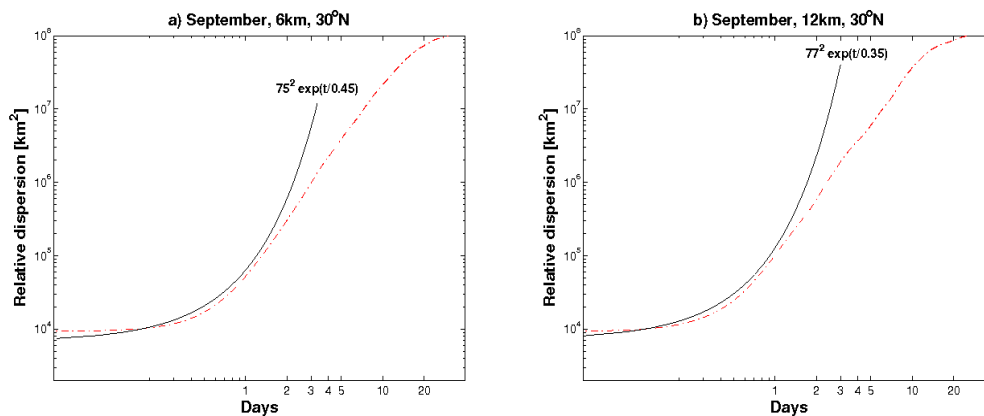 a) September, 6km, 30°N
Relative dispersion [km²]
10⁸
10⁷
10⁶
10⁵
10⁴
75² exp(t/0.45)
1 2 3 4 5 10 20
Days
b) September, 12km, 30°N
Relative dispersion [km²]
10⁸
10⁷
10⁶
10⁵
10⁴
77² exp(t/0.35)
1 2 3 4 5 10 20
Days